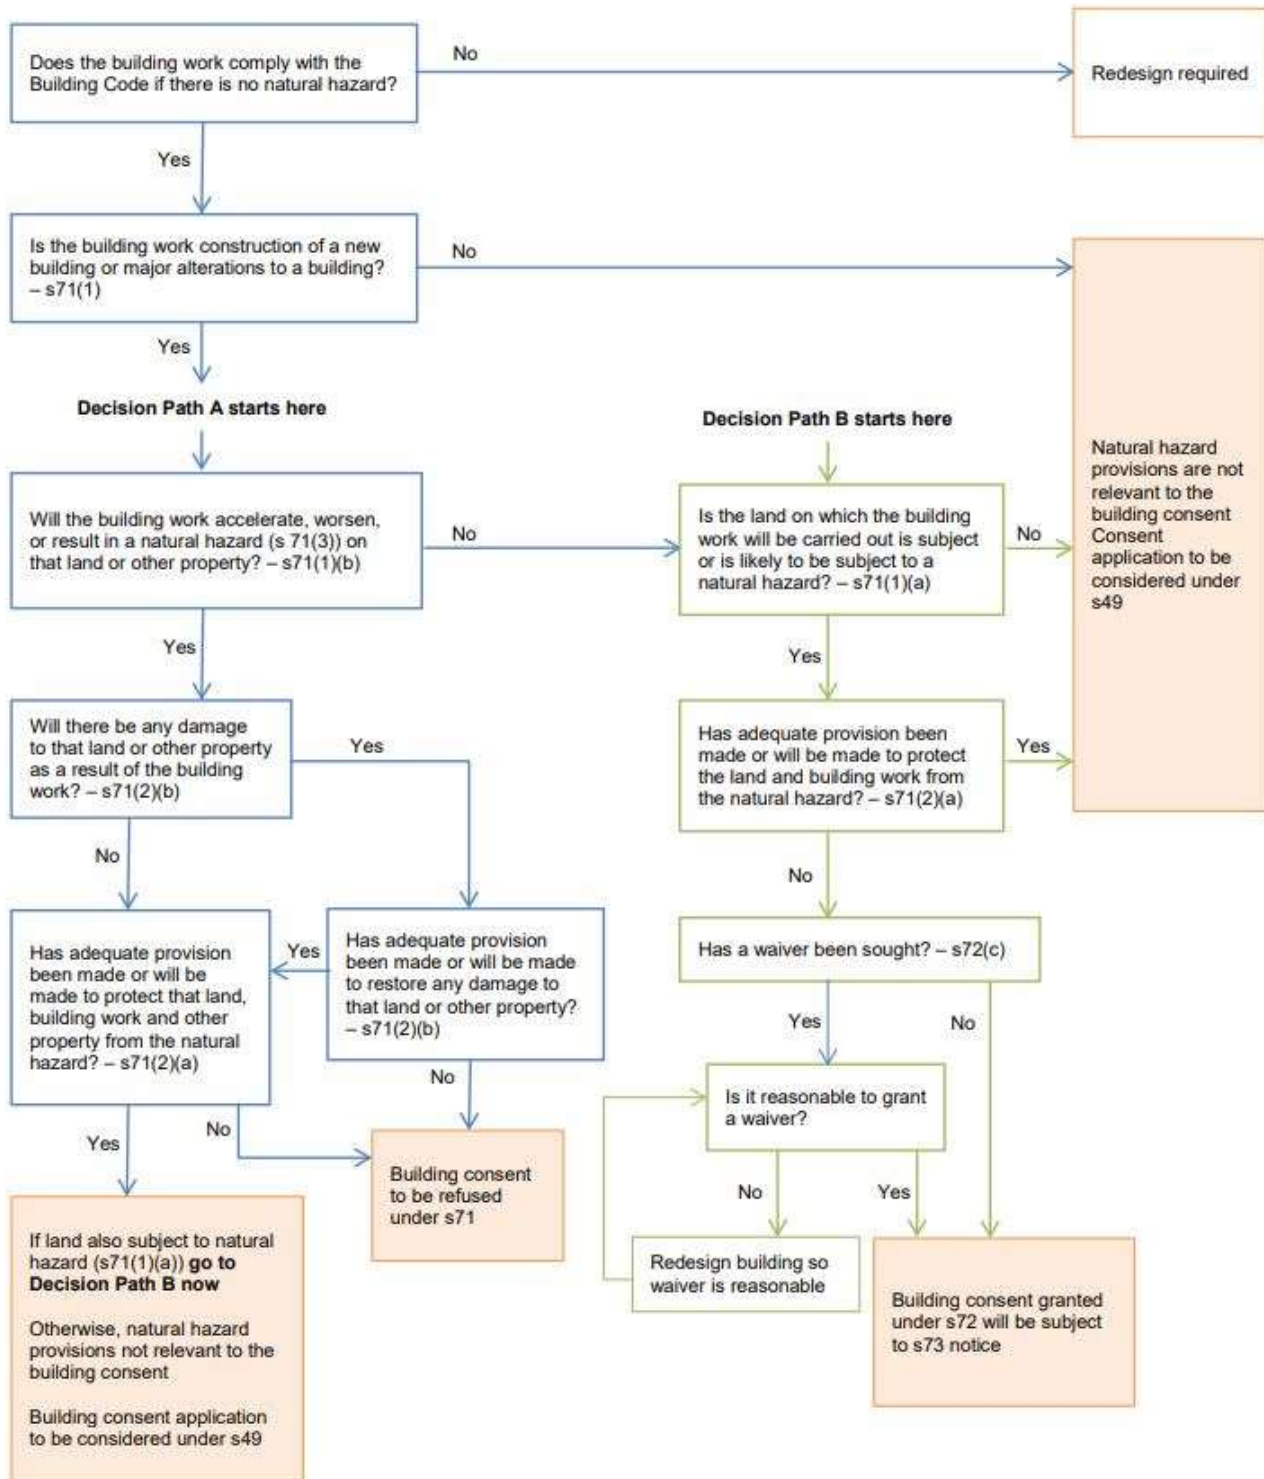 Does the building work comply with the
Building Code if there is no natural hazard?
No
Redesign required
Yes
Is the building work construction of a new
building or major alterations to a building?
– s71(1)
No
Yes
Decision Path A starts here
Decision Path B starts here
Natural hazard
provisions are not
relevant to the
building consent
Consent
application to be
considered under
s49
Will the building work accelerate, worsen,
or result in a natural hazard (s 71(3)) on
that land or other property? – s71(1)(b)
No
Is the land on which the building
work will be carried out is subject
or is likely to be subject to a
natural hazard? – s71(1)(a)
No
Yes
Yes
Will there be any damage
to that land or other property
as a result of the building
work? – s71(2)(b)
Yes
Has adequate provision been
made or will be made to protect
the land and building work from
the natural hazard? – s71(2)(a)
Yes
No
No
Has adequate provision
been made or will be
made to protect that land,
building work and other
property from the natural
hazard? – s71(2)(a)
Yes
Has adequate provision
been made or will be made
to restore any damage to
that land or other property?
– s71(2)(b)
Has a waiver been sought? – s72(c)
Yes
No
Is it reasonable to grant
a waiver?
No
Yes
No
Building consent
to be refused
under s71
No
Yes
If land also subject to natural
hazard (s71(1)(a)) go to
Decision Path B now
Otherwise, natural hazard
provisions not relevant to the
building consent
Building consent application
to be considered under s49
Redesign building so
waiver is reasonable
Building consent granted
under s72 will be subject
to s73 notice